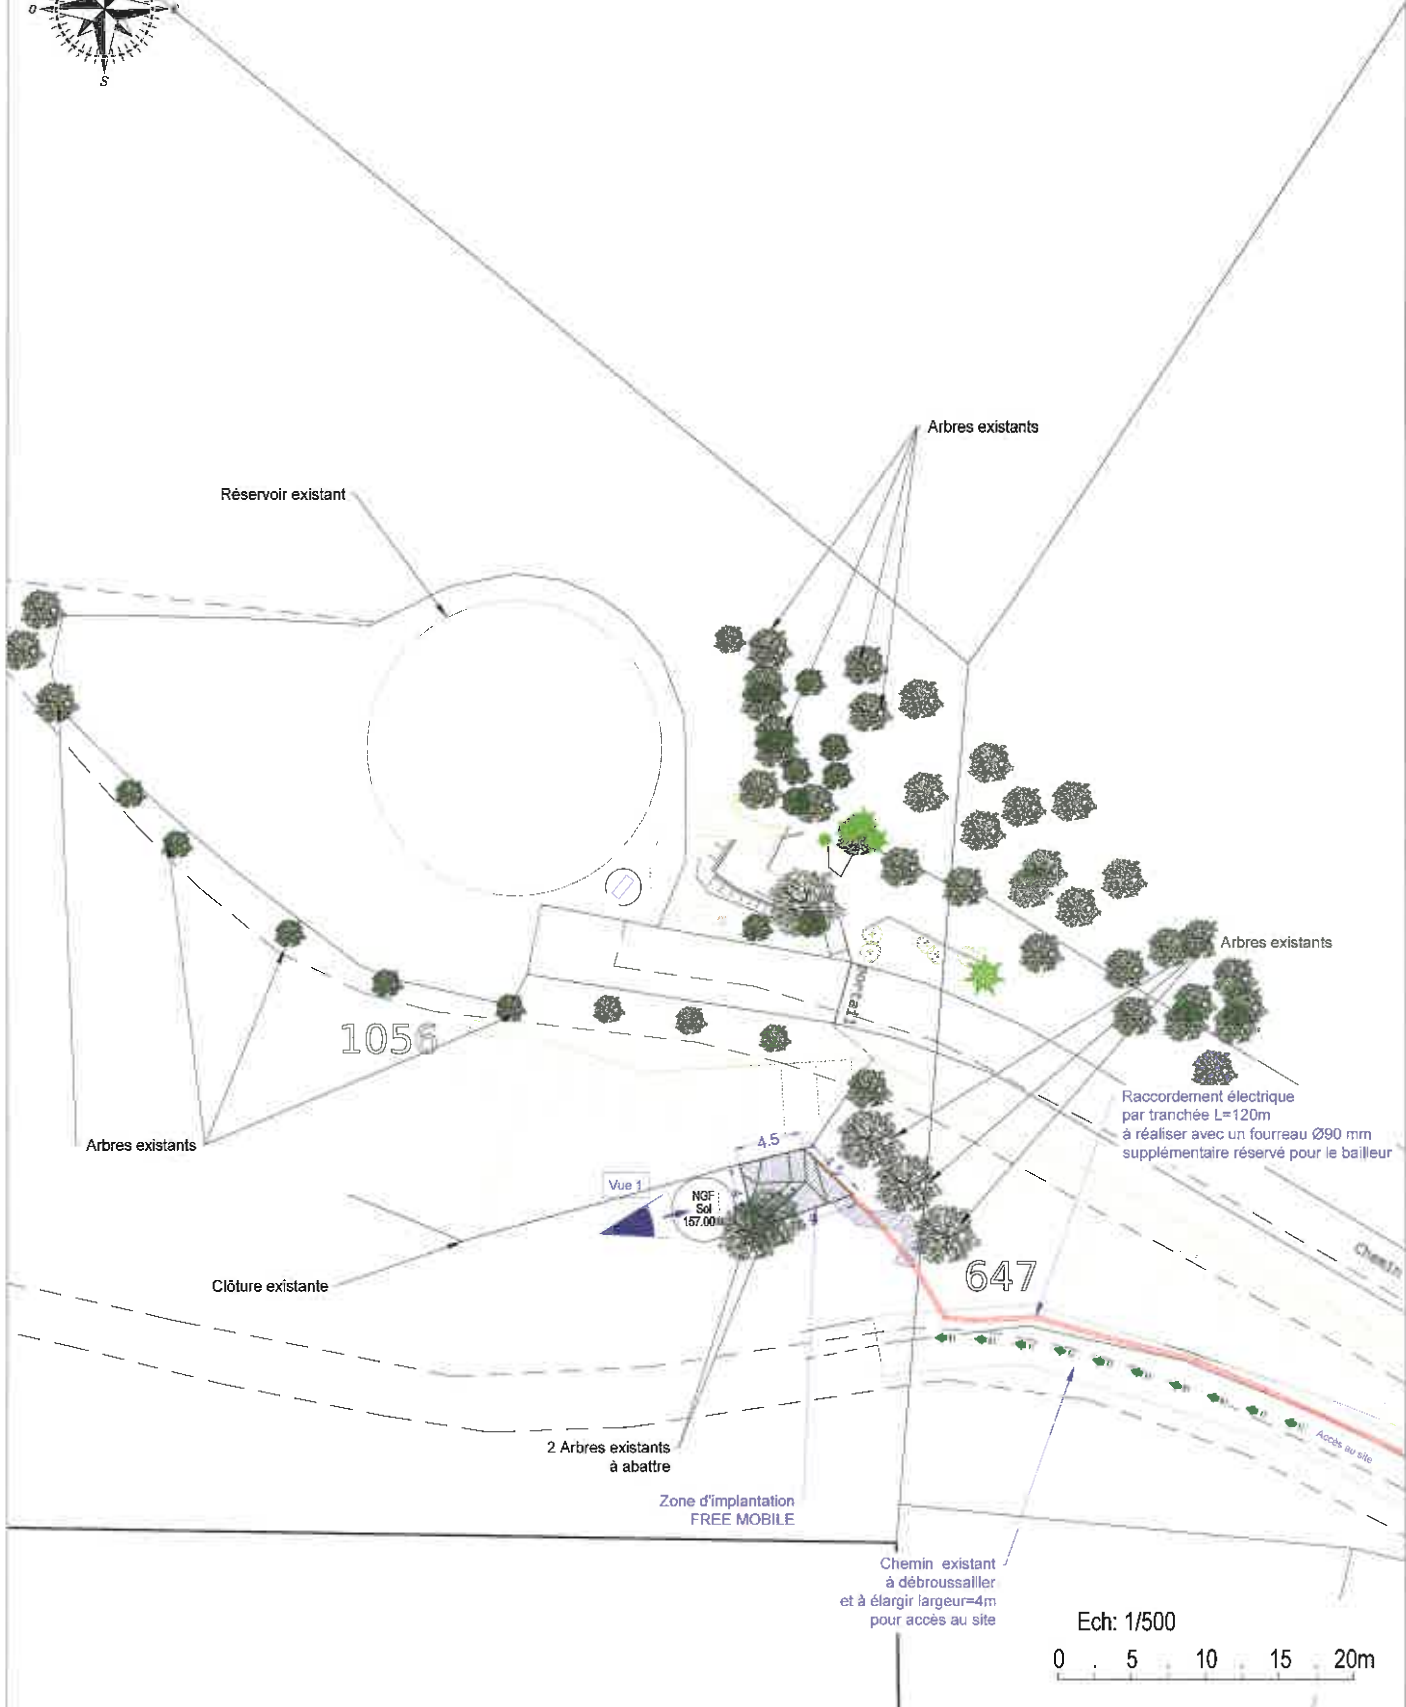 O
S
Arbres existants
Réservoir existant
Arbres existants
1056
portail
Raccordement électrique
par tranchée L=120m
à réaliser avec un fourreau Ø90 mm
supplémentaire réservé pour le bailleur
Arbres existants
4.5
Vue 1
NGF
Sol
157.00
Chemin
647
Clôture existante
Accès au site
2 Arbres existants
à abattre
Zone d'implantation
FREE MOBILE
Chemin existant
à débroussailler
et à élargir largeur=4m
pour accès au site
Ech: 1/500
0 5 10 15 20m